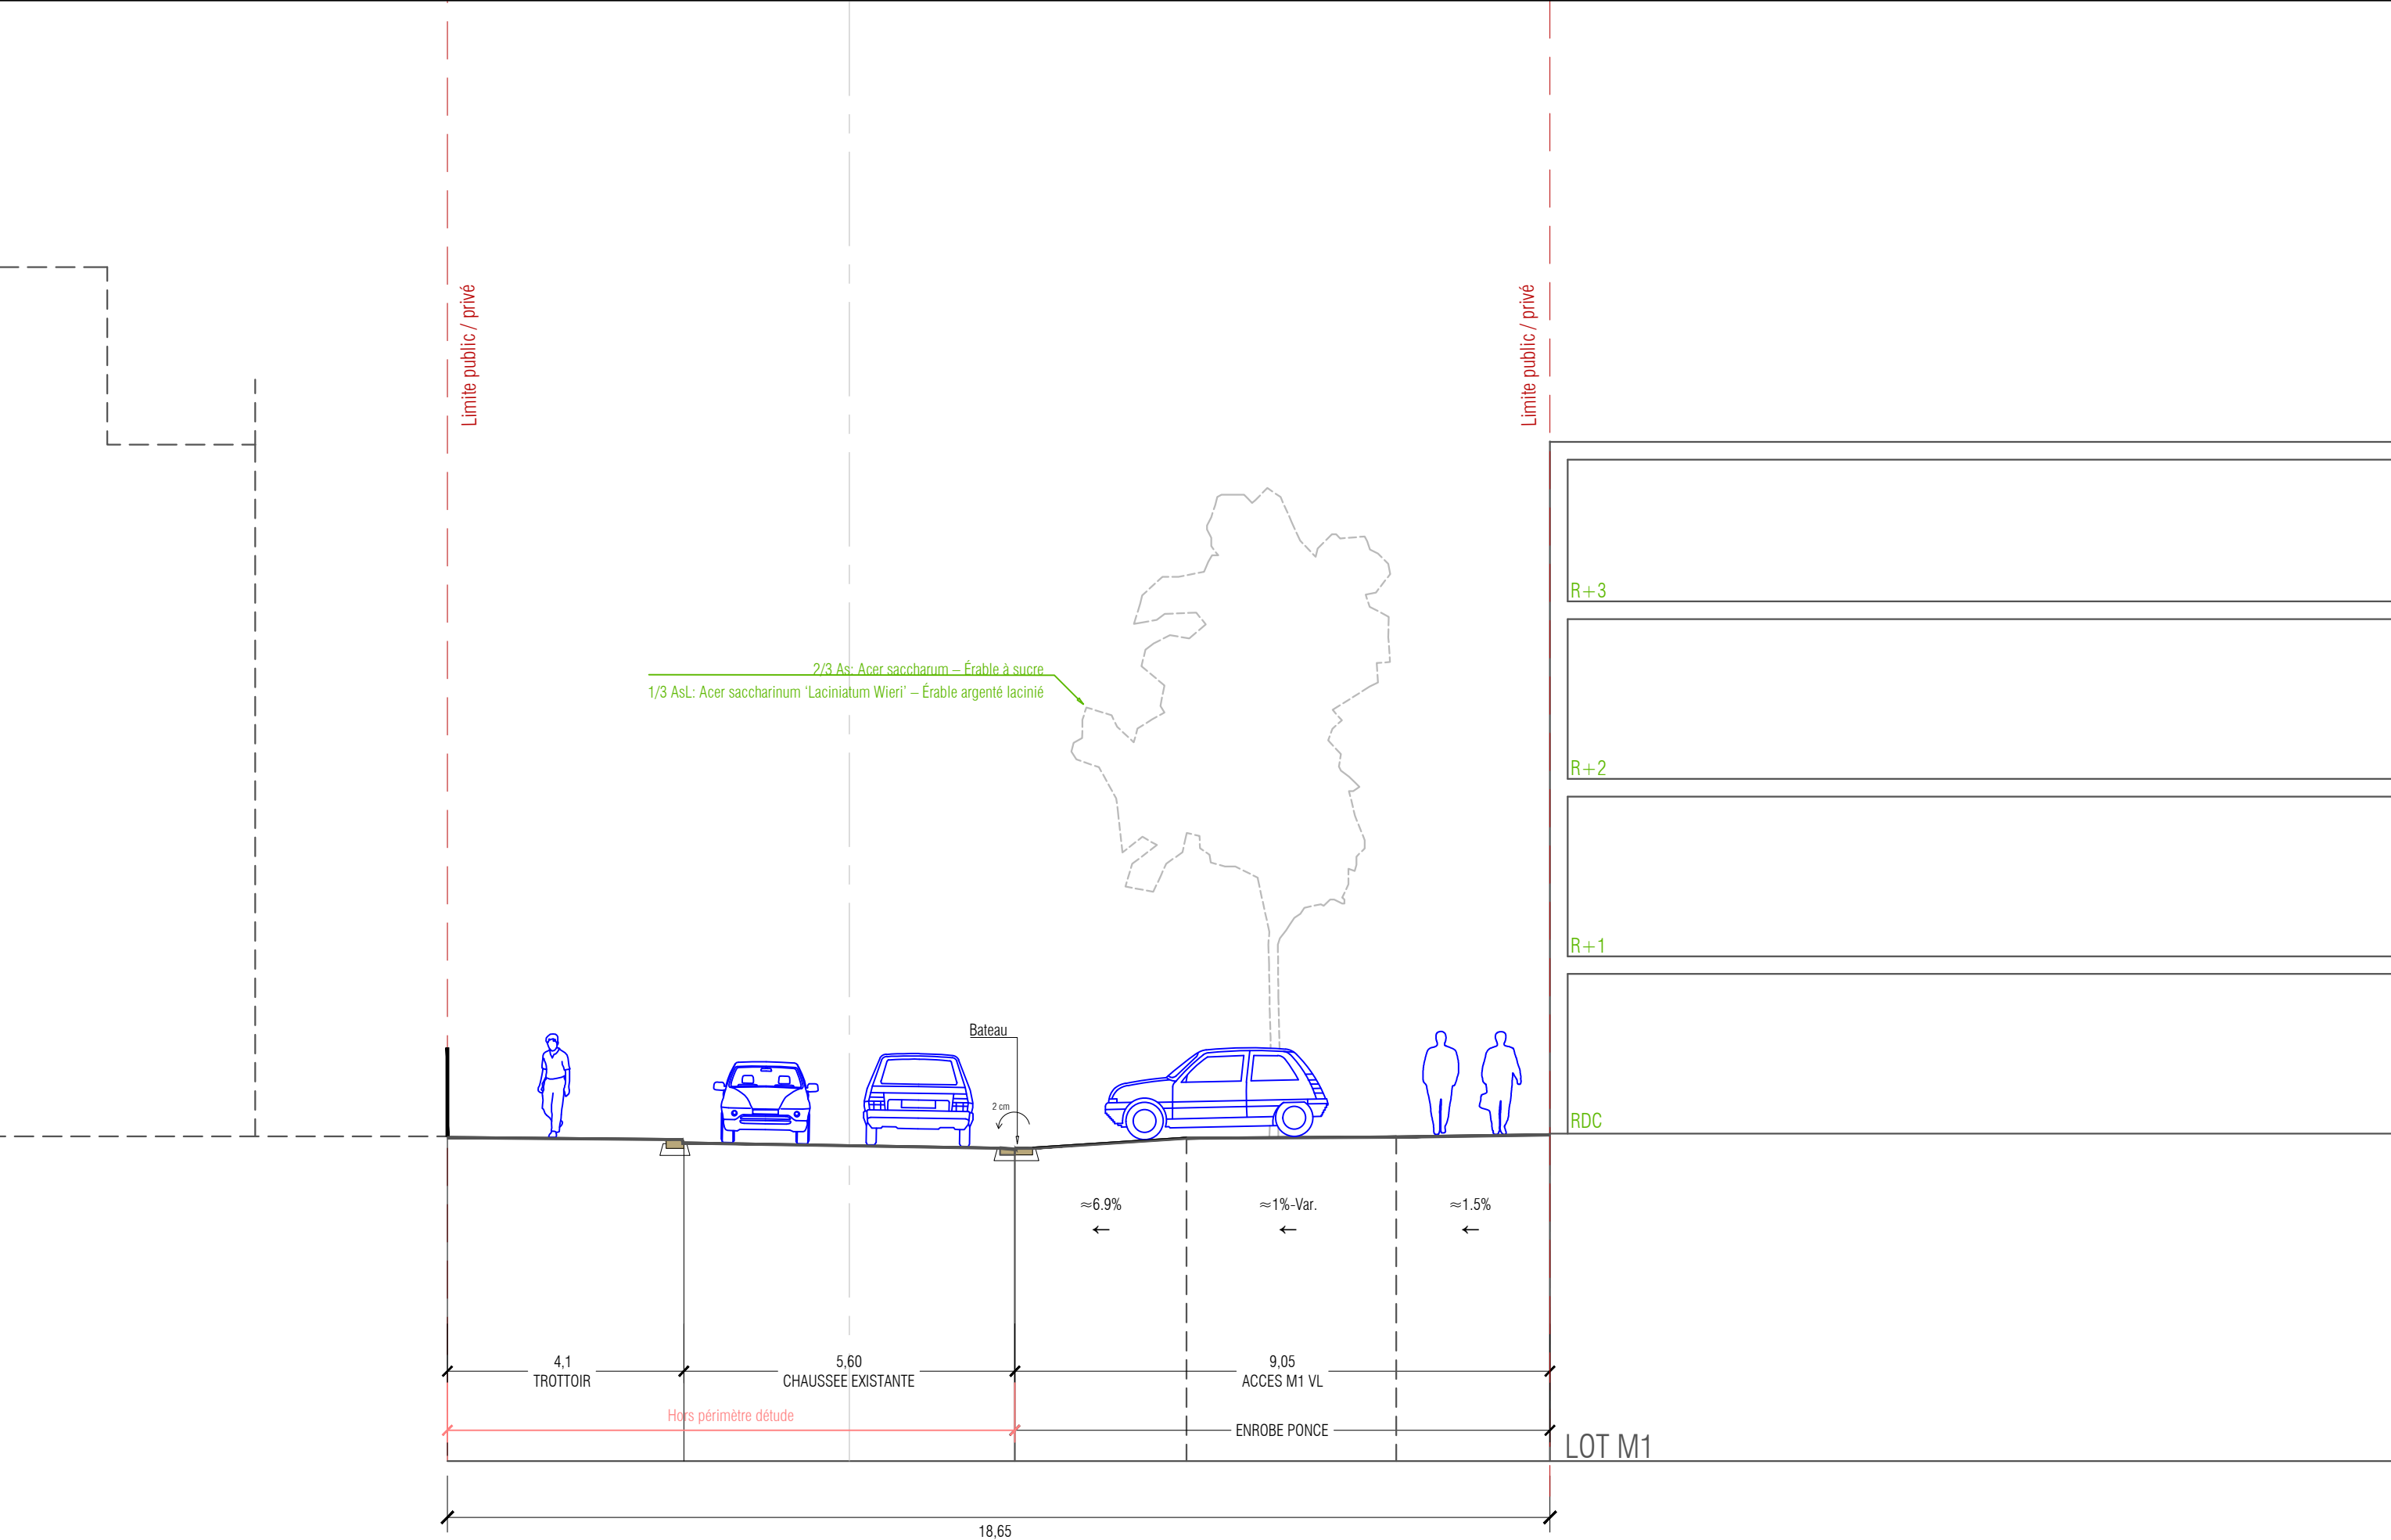 Limite public / privé
Limite public / privé
R+3
2/3 As: Acer saccharum – Érable à sucre
1/3 AsL: Acer saccharinum ‘Laciniatum Wieri’ – Érable argenté lacinié
R+2
R+1
Bateau
2 cm
RDC
≈6.9%
≈1%-Var.
≈1.5%
←
←
←
4,1
TROTTOIR
5,60
CHAUSSEE EXISTANTE
9,05
ACCES M1 VL
Hors périmètre détude
ENROBE PONCE
LOT M1
18,65